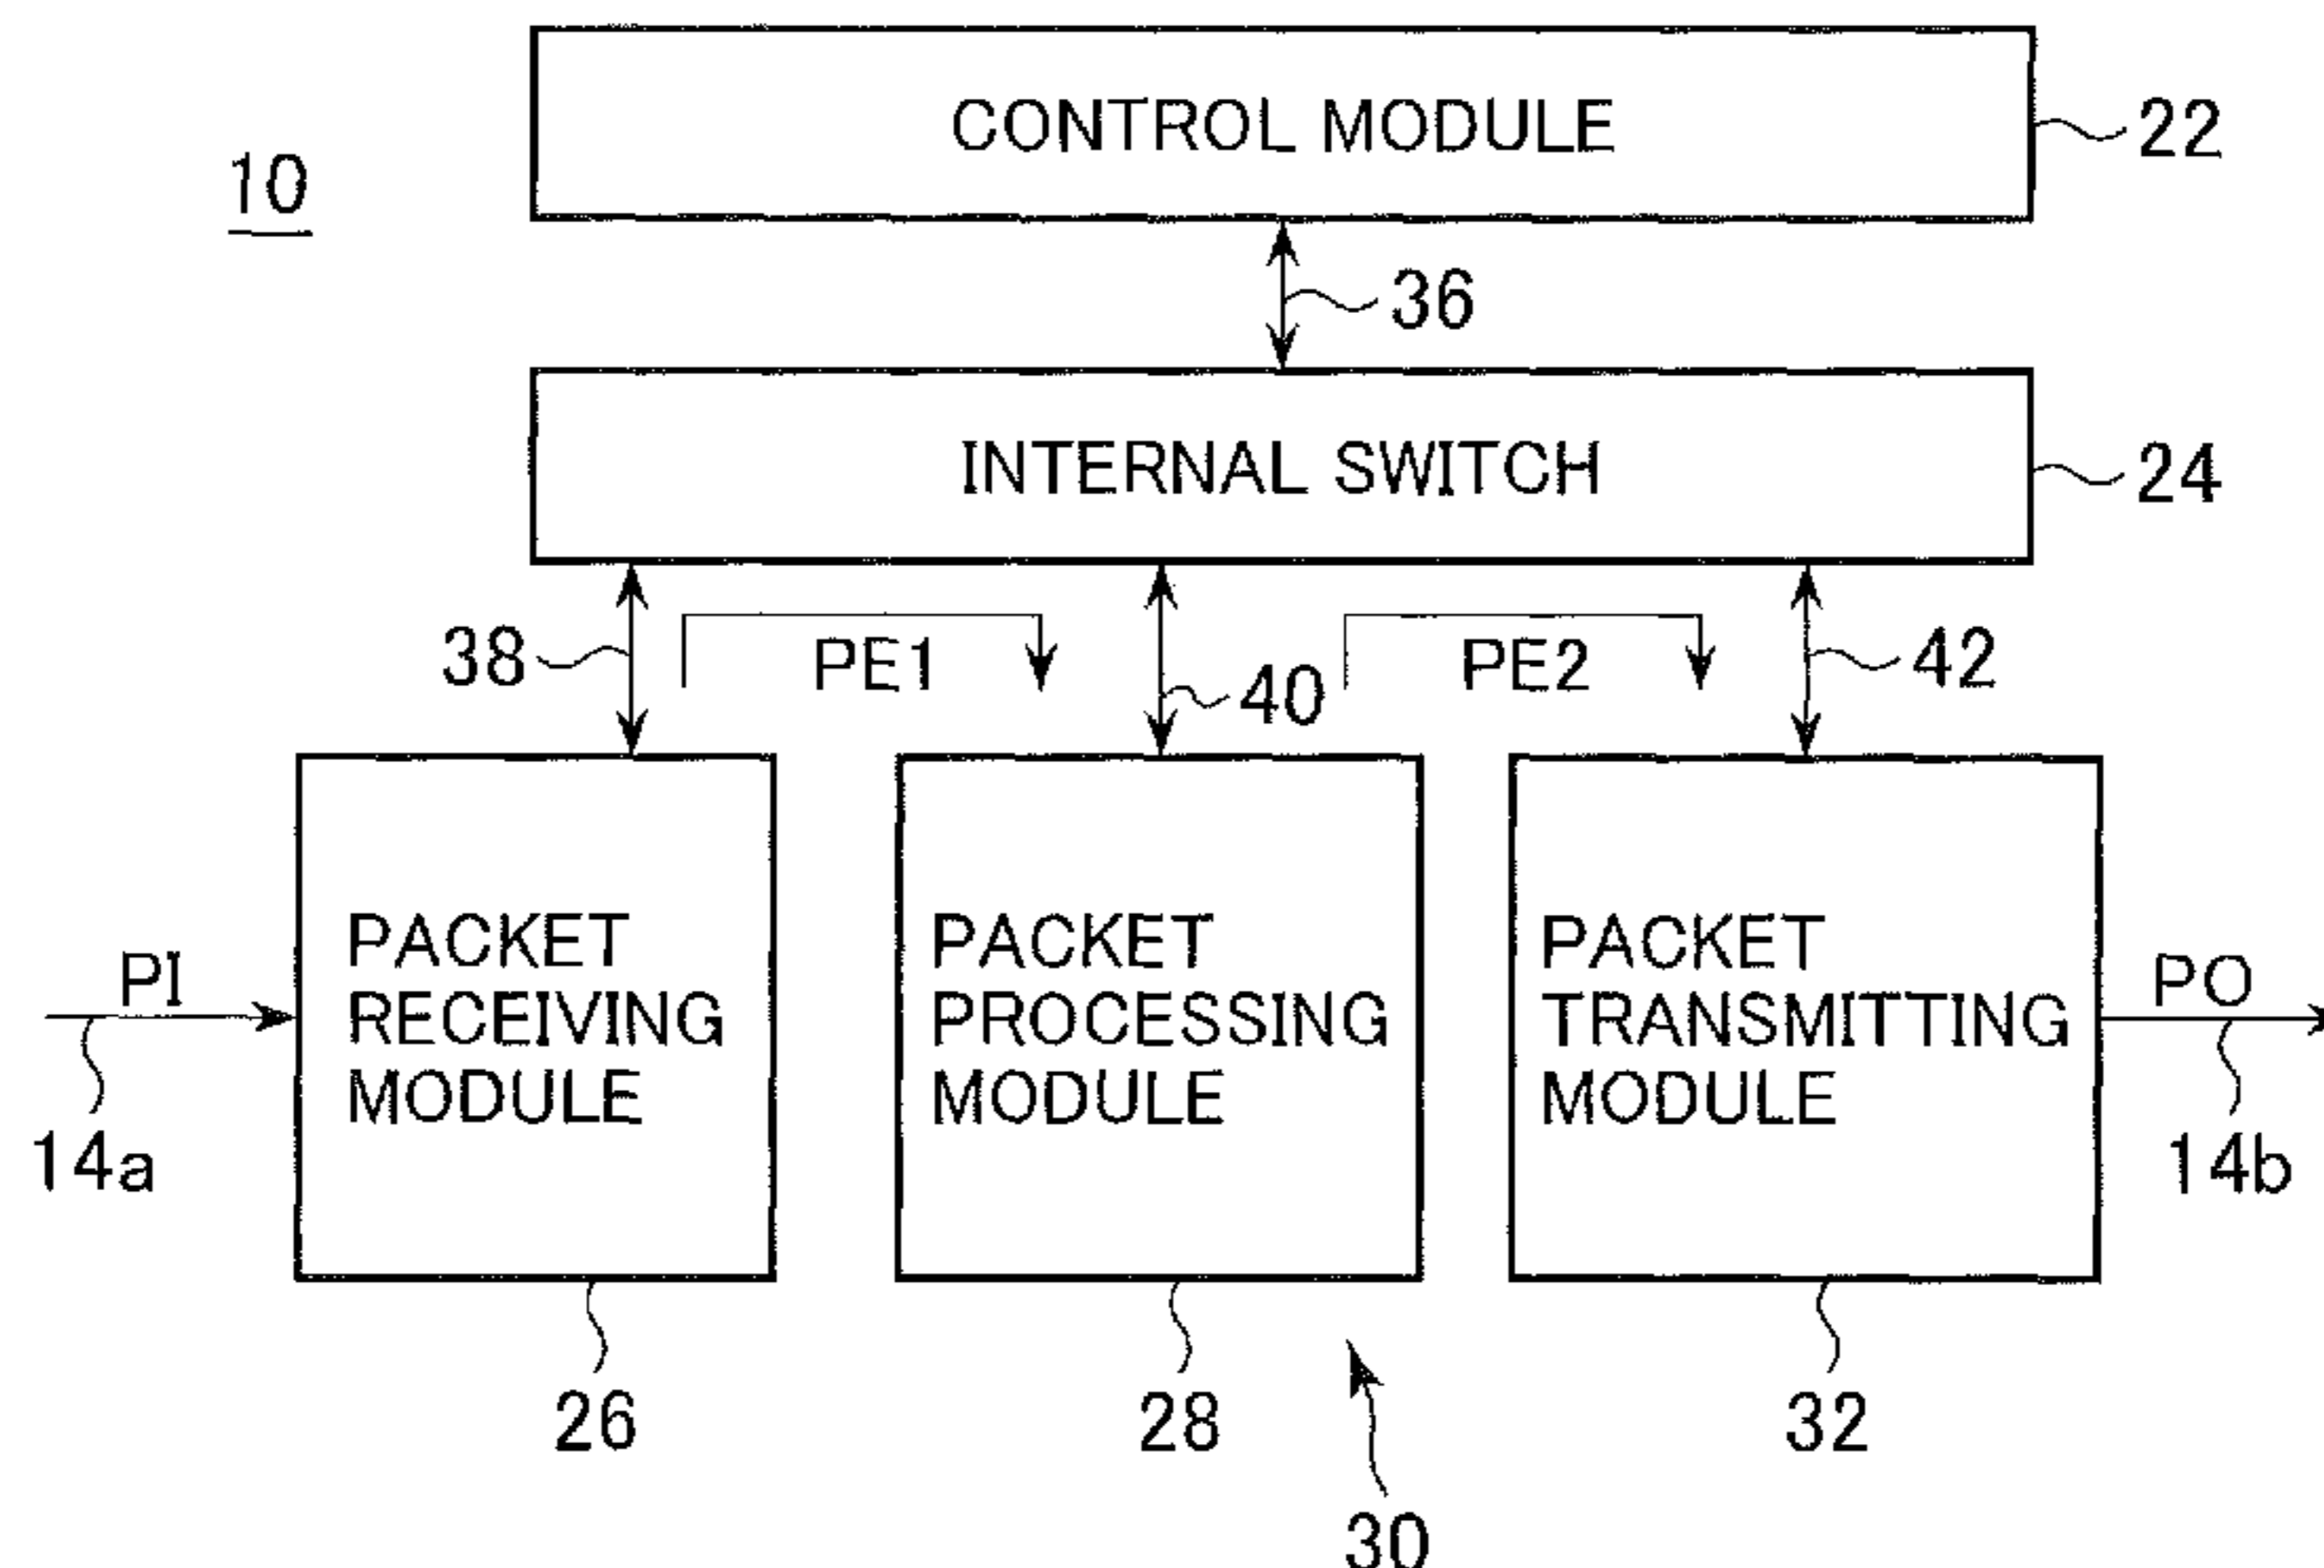 CONTROL MODULE
22
10
36
INTERNAL SWITCH
24
38
PE1
40
PE2
42
PI
PACKET
RECEIVING
MODULE
PACKET
PROCESSING
MODULE
PACKET
TRANSMITTING
MODULE
PO
14a
14b
26
28
32
30